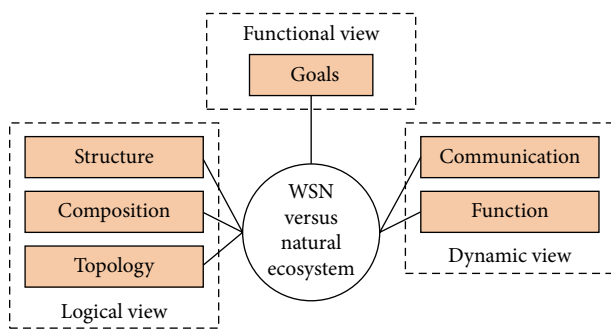 Functional view
Goals
Structure
Composition
Topology
Logical view
WSN
versus
natural
ecosystem
Communication
Function
Dynamic view